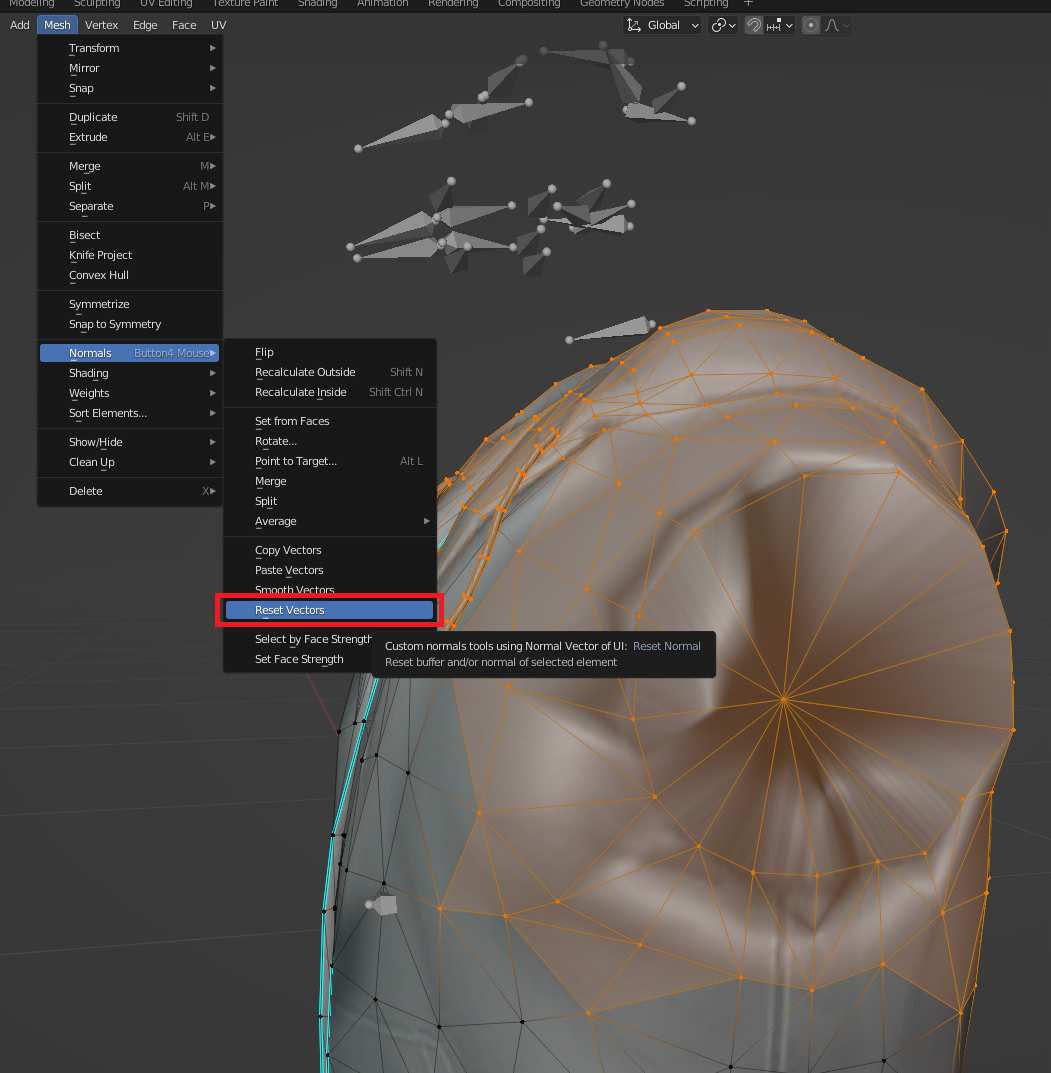 Modeling Sculpting UV Editing Texture Paint Shading Animation Rendering Compositing Geometry Nodes Scripting +
Add Mesh Vertex Edge Face UV
Global
Transform
Mirror
Snap
Duplicate Shift D
Extrude Alt E
Merge M
Split Alt M
Separate P
Bisect
Knife Project
Convex Hull
Symmetrize
Snap to Symmetry
Normals Button4 Mouse
Shading
Weights
Sort Elements...
Show/Hide
Clean Up
Delete X
Flip
Recalculate Outside Shift N
Recalculate Inside Shift Ctrl N
Set from Faces
Rotate...
Point to Target... Alt L
Merge
Split
Average
Copy Vectors
Paste Vectors
Smooth Vectors
Reset Vectors
Select by Face Strength
Set Face Strength
Custom normals tools using Normal Vector of UI: Reset Normal
Reset buffer and/or normal of selected element